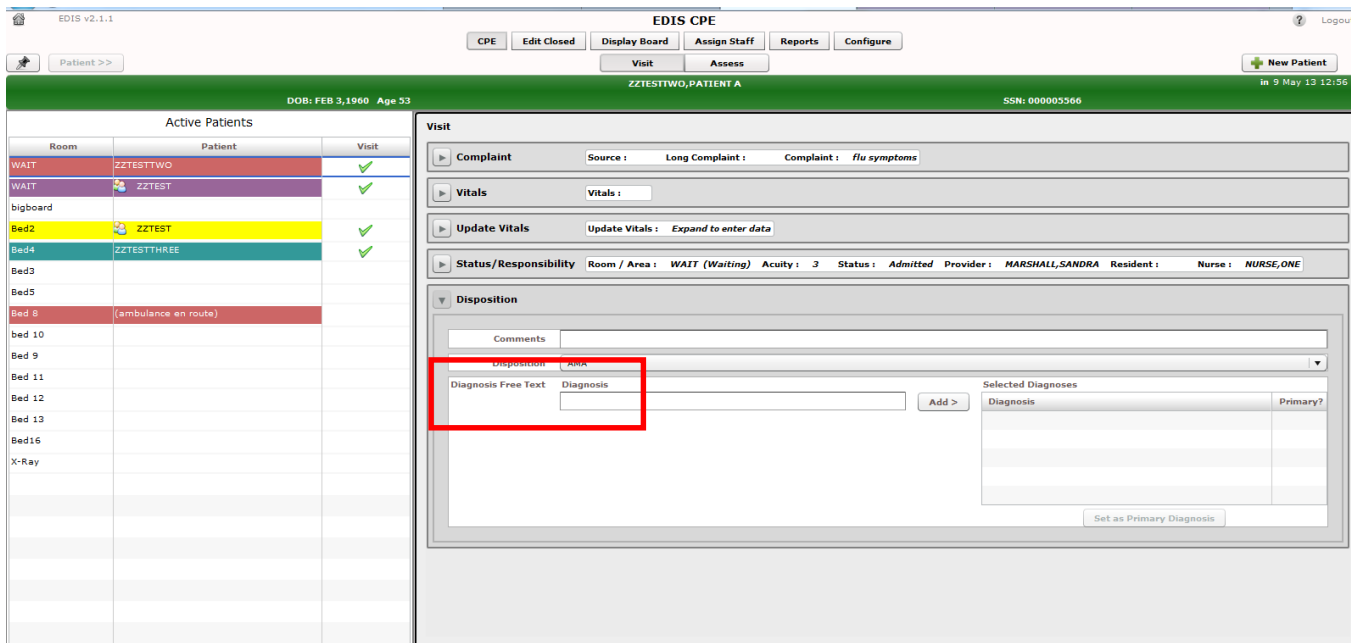 EDIS v2.1.1
EDIS CPE
? Logou
CPE Edit Closed Display Board Assign Staff Reports Configure
Patient >> Visit Assess New Patient
ZZTESTTWO,PATIENT A in 9 May 13 12:56
DOB: FEB 3,1960 Age 53 SSN: 000005566
Active Patients
Room Patient Visit
WAIT ZZTESTTWO
WAIT ZZTEST
bigboard
Bed2 ZZTEST
Bed4 ZZTESTTHREE
Bed3
Bed5
Bed 8 (ambulance en route)
bed 10
Bed 9
Bed 11
Bed 12
Bed 13
Bed16
X-Ray
Visit
Complaint Source : Long Complaint : Complaint : flu symptoms
Vitals Vitals :
Update Vitals Update Vitals : Expand to enter data
Status/Responsibility Room / Area : WAIT (Waiting) Acuity : 3 Status : Admitted Provider : MARSHALL,SANDRA Resident : Nurse : NURSE,ONE
Disposition
Comments
Disposition AMA
Diagnosis Free Text Diagnosis Selected Diagnoses
Add > Diagnosis Primary?
Set as Primary Diagnosis